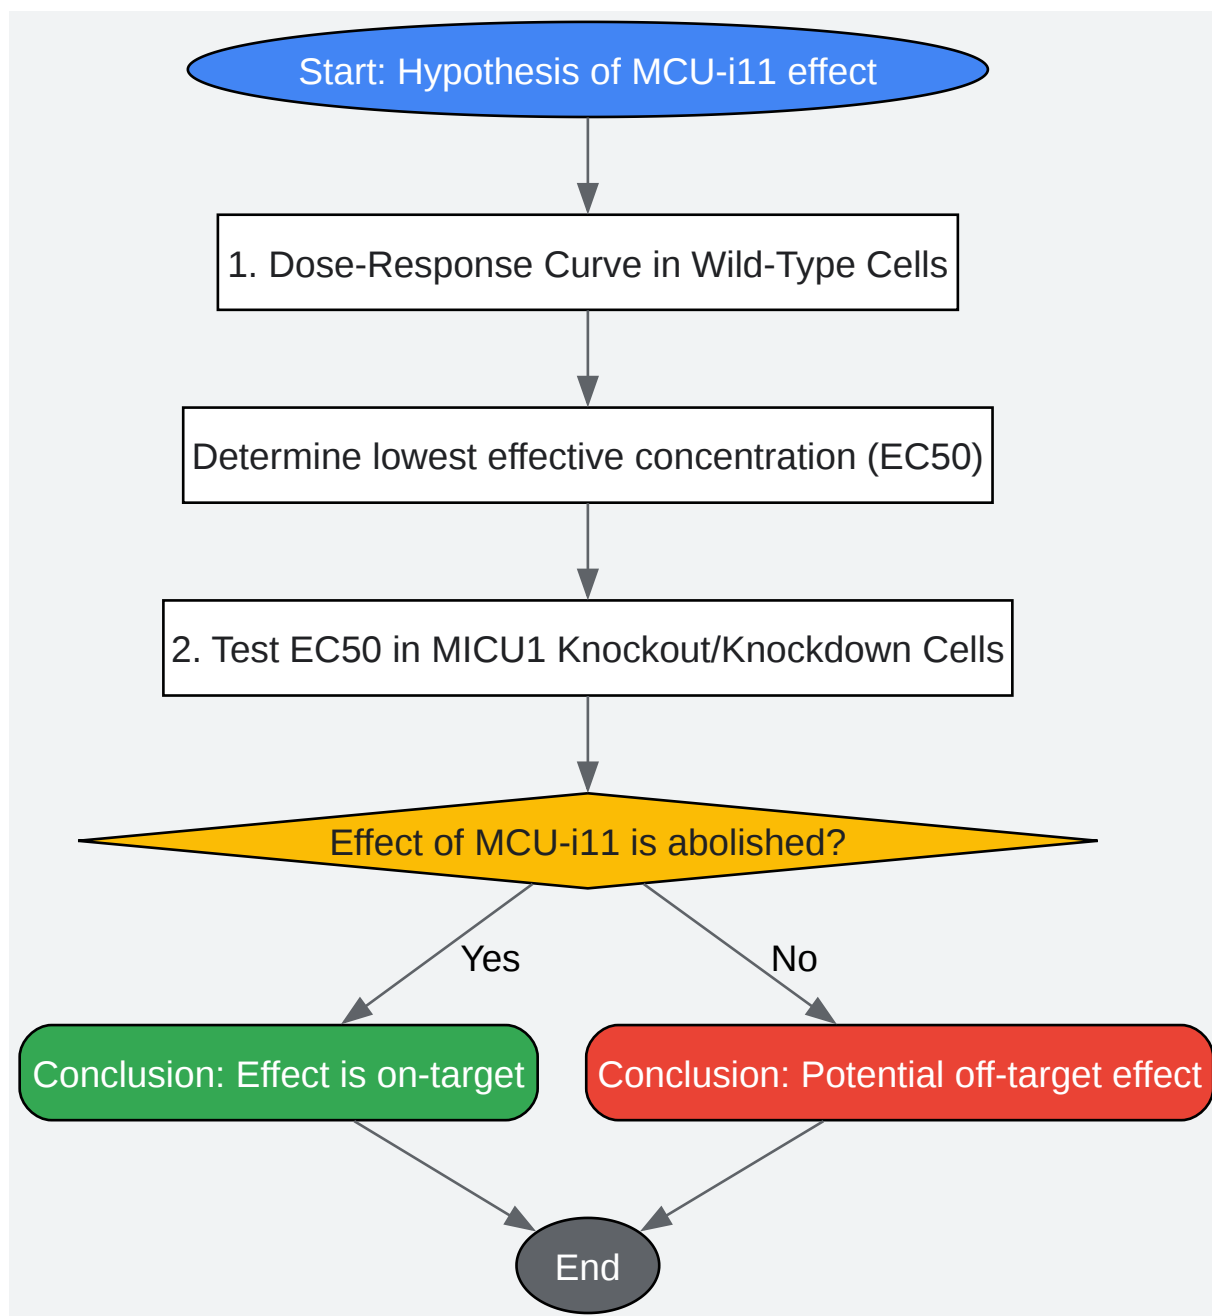 Start: Hypothesis of MCU-i11 effect
1. Dose-Response Curve in Wild-Type Cells
Determine lowest effective concentration (EC50)
2. Test EC50 in MICU1 Knockout/Knockdown Cells
Effect of MCU-i11 is abolished?
Yes
No
Conclusion: Effect is on-target
Conclusion: Potential off-target effect
End